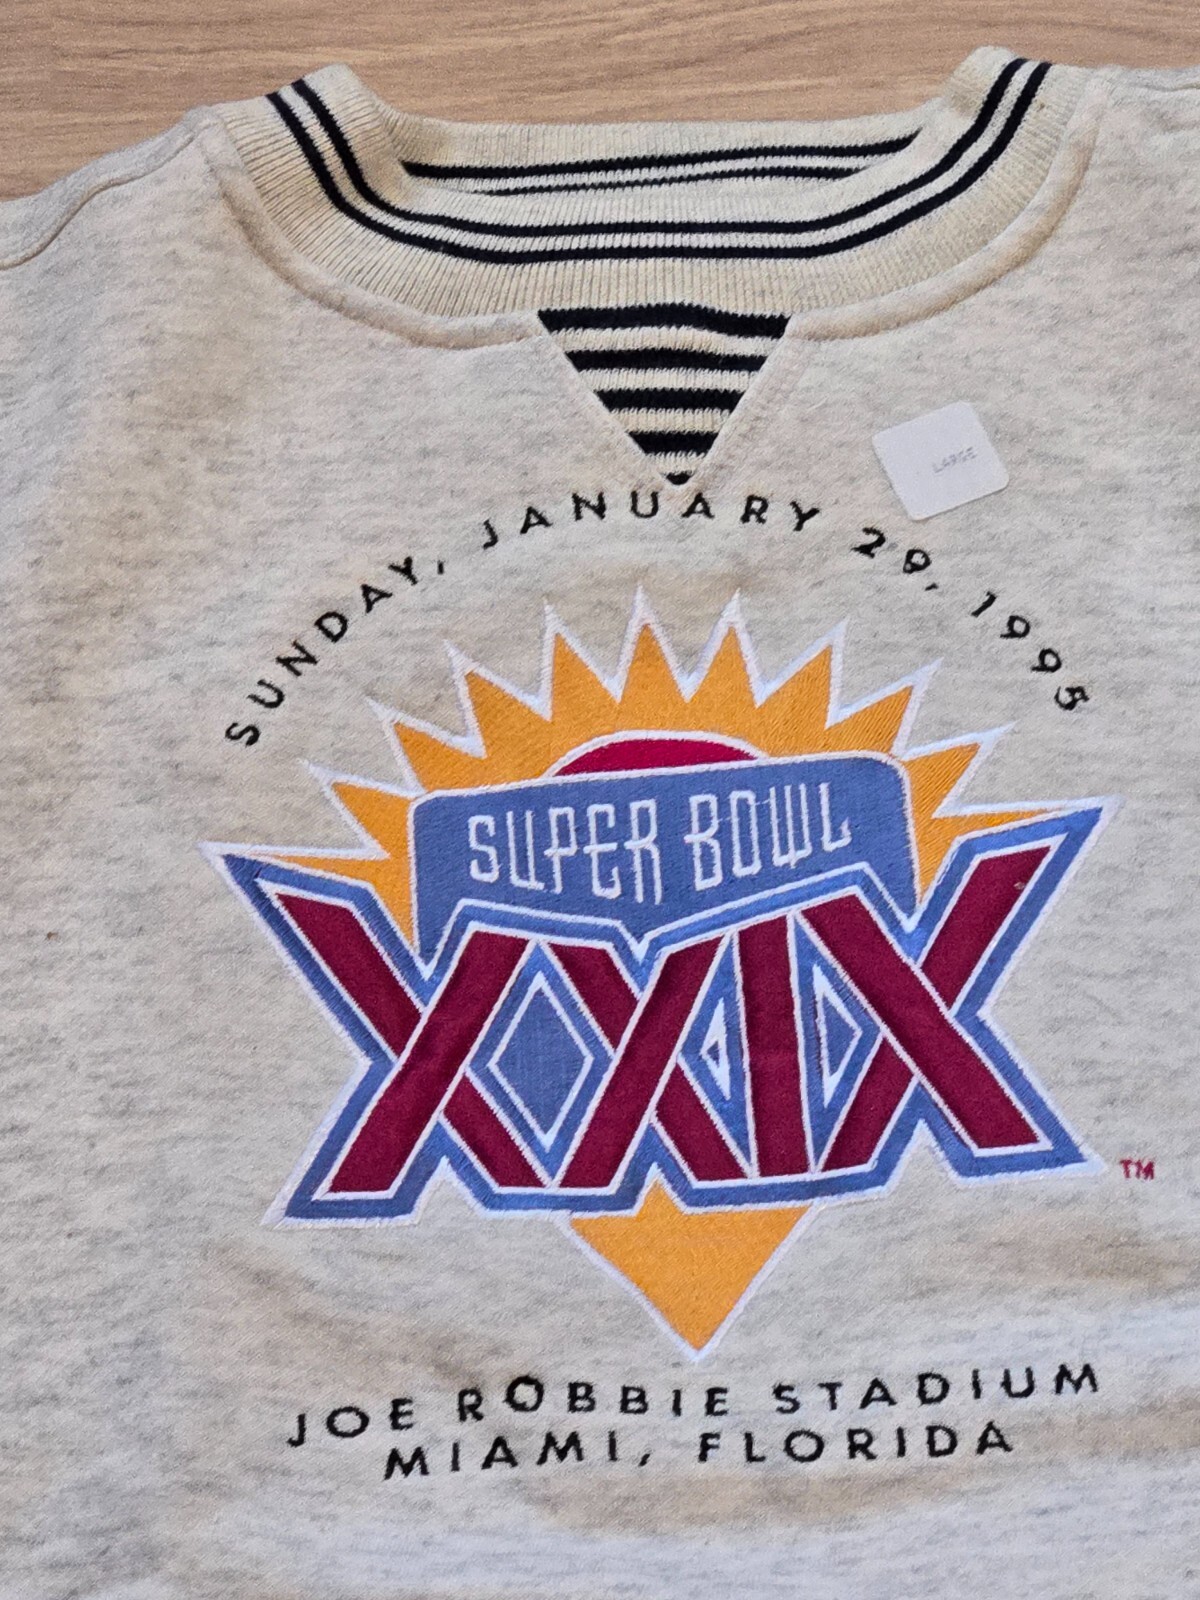 LARGE
SUNDAY, JANUARY 29, 1995
SUPER BOWL
XXIX
TM
JOE ROBBIE STADIUM
MIAMI, FLORIDA